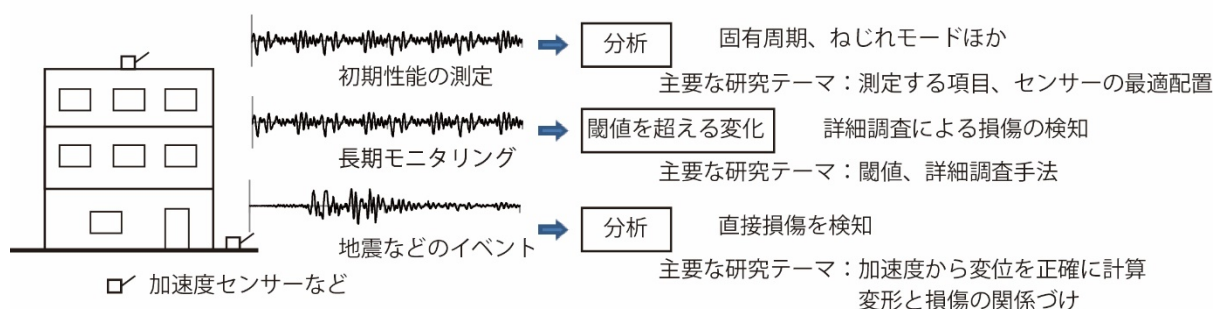 分析
固有周期、ねじれモードほか
初期性能の測定
主要な研究テーマ：測定する項目、センサーの最適配置
閾値を超える変化
詳細調査による損傷の検知
長期モニタリング
主要な研究テーマ：閾値、詳細調査手法
分析
直接損傷を検知
地震などのイベント
主要な研究テーマ：加速度から変位を正確に計算
変形と損傷の関係づけ
加速度センサーなど